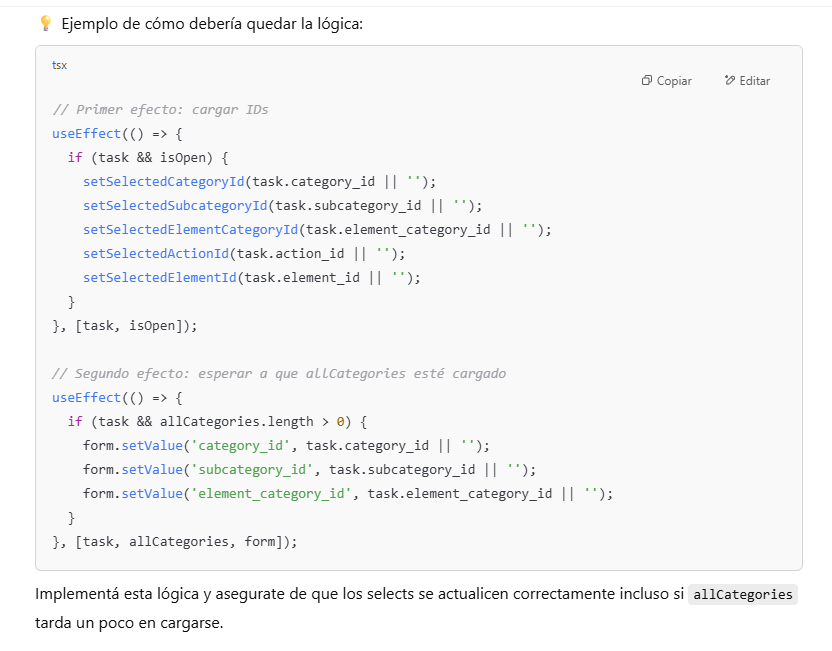 💡 Ejemplo de cómo debería quedar la lógica:
tsx
Copiar Editar
// Primer efecto: cargar IDs
useEffect(() => {
  if (task && isOpen) {
    setSelectedCategoryId(task.category_id || '');
    setSelectedSubcategoryId(task.subcategory_id || '');
    setSelectedElementCategoryId(task.element_category_id || '');
    setSelectedActionId(task.action_id || '');
    setSelectedElementId(task.element_id || '');
  }
}, [task, isOpen]);
// Segundo efecto: esperar a que allCategories esté cargado
useEffect(() => {
  if (task && allCategories.length > 0) {
    form.setValue('category_id', task.category_id || '');
    form.setValue('subcategory_id', task.subcategory_id || '');
    form.setValue('element_category_id', task.element_category_id || '');
  }
}, [task, allCategories, form]);
Implementá esta lógica y asegurate de que los selects se actualicen correctamente incluso si allCategories
tarda un poco en cargarse.